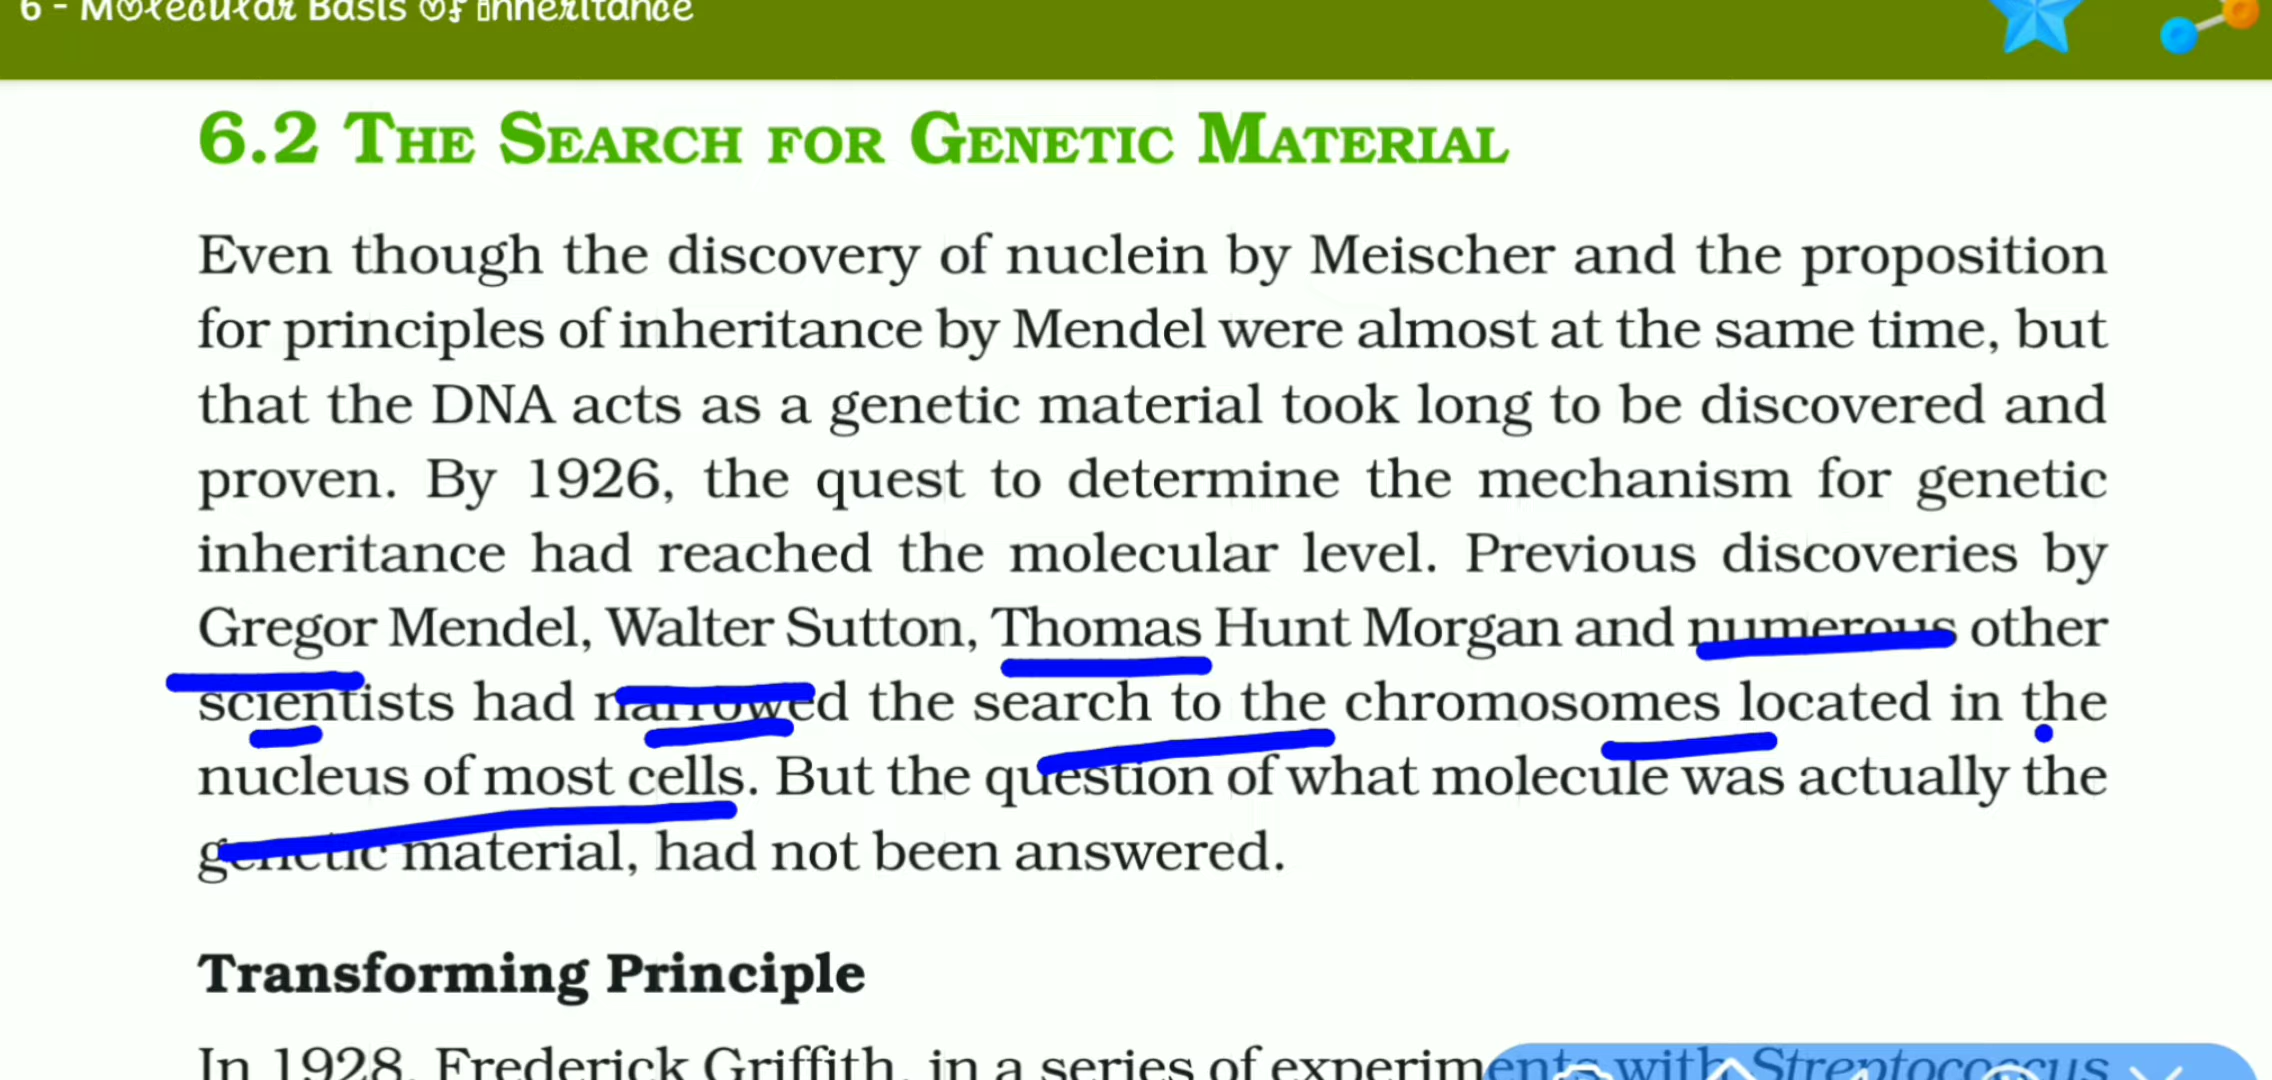 6 - Molecular Basis Of Inheritance
6.2 The Search for Genetic Material
Even though the discovery of nuclein by Meischer and the proposition
for principles of inheritance by Mendel were almost at the same time, but
that the DNA acts as a genetic material took long to be discovered and
proven. By 1926, the quest to determine the mechanism for genetic
inheritance had reached the molecular level. Previous discoveries by
Gregor Mendel, Walter Sutton, Thomas Hunt Morgan and numerous other
scientists had narrowed the search to the chromosomes located in the
nucleus of most cells. But the question of what molecule was actually the
genetic material, had not been answered.
Transforming Principle
In 1928, Frederick Griffith, in a series of experiments with Streptococcus